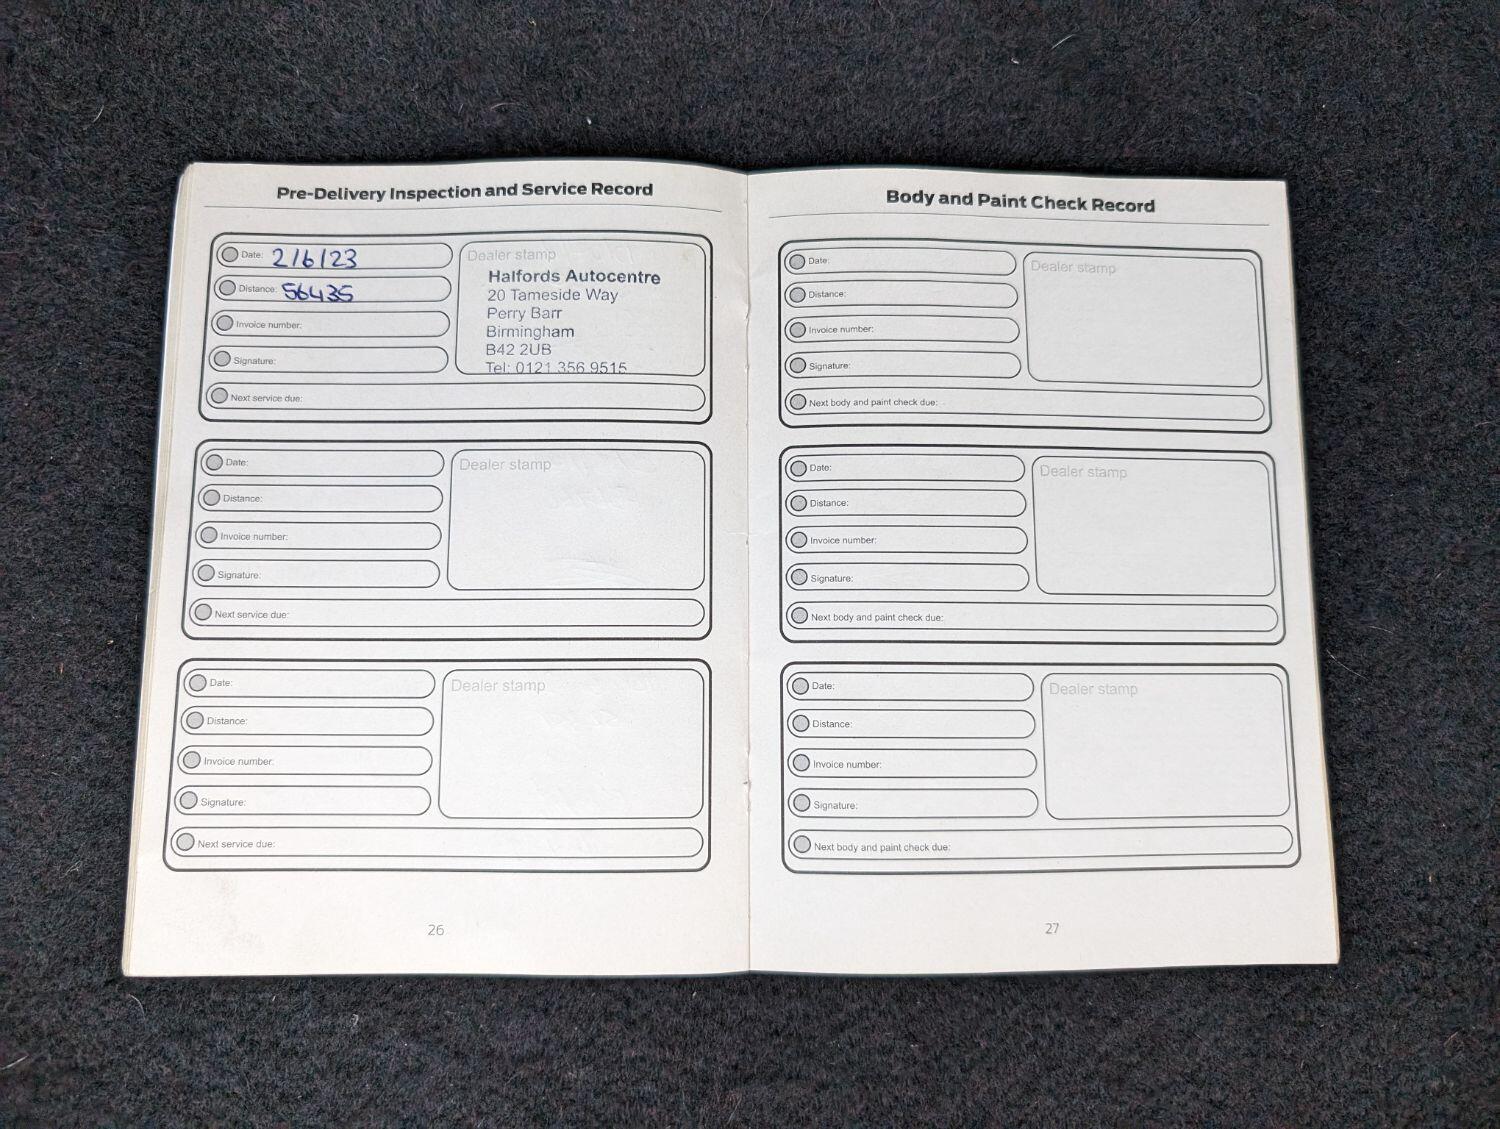 Pre-Delivery Inspection and Service Record
Date: 2/6/23
Distance: 56435
Invoice number:
Signature:
Next service due:
Dealer stamp
Halfords Autocentre
20 Tameside Way
Perry Barr
Birmingham
B42 2UB
Tel: 0121 356 9515
Date:
Distance:
Invoice number:
Signature:
Next service due:
Dealer stamp
Date:
Distance:
Invoice number:
Signature:
Next service due:
Dealer stamp
26
Body and Paint Check Record
Date:
Distance:
Invoice number:
Signature:
Next body and paint check due:
Dealer stamp
Date:
Distance:
Invoice number:
Signature:
Next body and paint check due:
Dealer stamp
Date:
Distance:
Invoice number:
Signature:
Next body and paint check due:
Dealer stamp
27